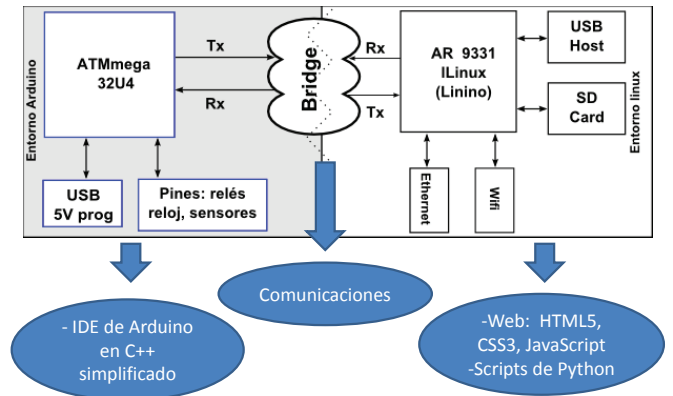 Entorno Arduino
ATMmega
32U4
Tx
Rx
USB
5V prog
Pines: relés
reloj, sensores
Bridge
Rx
Tx
AR 9331
ILinux
(Linino)
USB
Host
SD
Card
Ethernet
Wifi
Entorno linux
- IDE de Arduino
en C++
simplificado
Comunicaciones
-Web: HTML5,
CSS3, JavaScript
-Scripts de Python